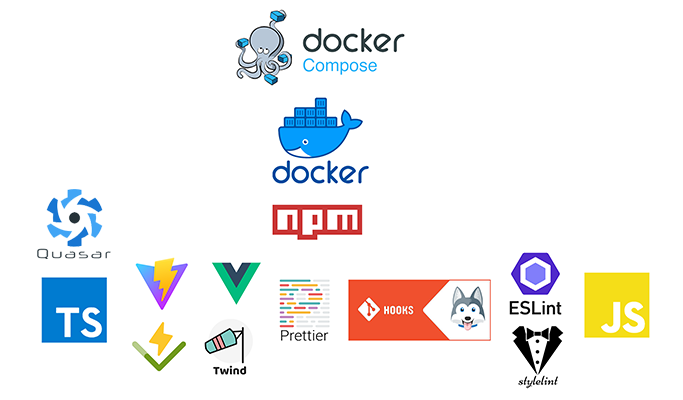 docker
Compose
docker
npm
Quasar
TS
Prettier
HOOKS
ESLint
JS
Twind
stylelint